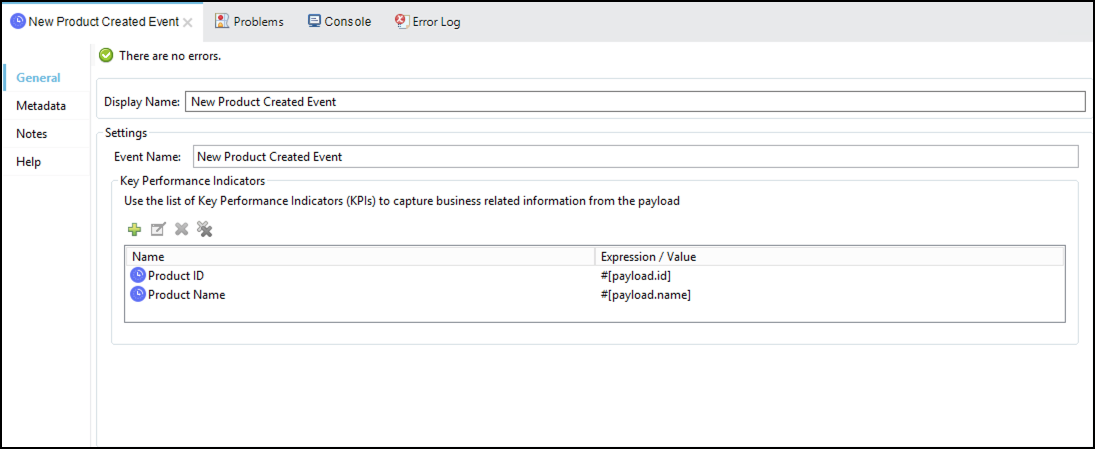 New Product Created Event
Problems
Console
Error Log
There are no errors.
General
Metadata
Notes
Help
Display Name: New Product Created Event
Settings
Event Name: New Product Created Event
Key Performance Indicators
Use the list of Key Performance Indicators (KPIs) to capture business related information from the payload
Name Expression / Value
Product ID #[payload.id]
Product Name #[payload.name]